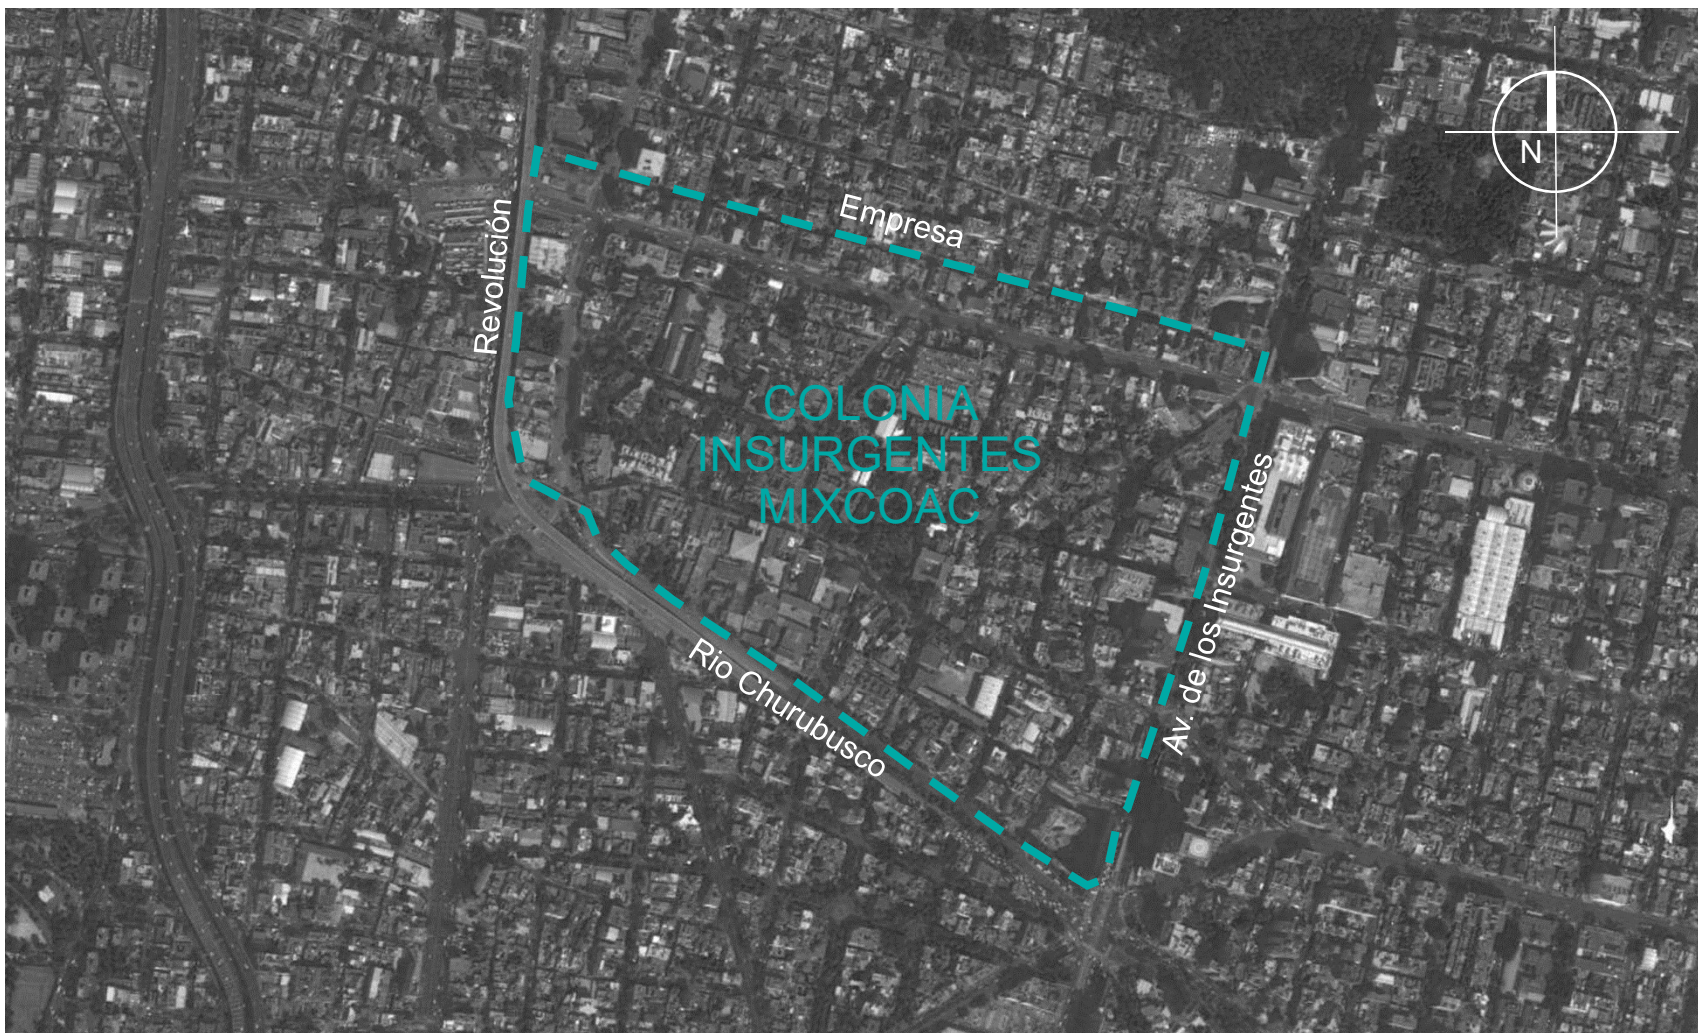 N
Empresa
Revolución
COLONIA
INSURGENTES
MIXCOAC
Av. de los Insurgentes
Rio Churubusco